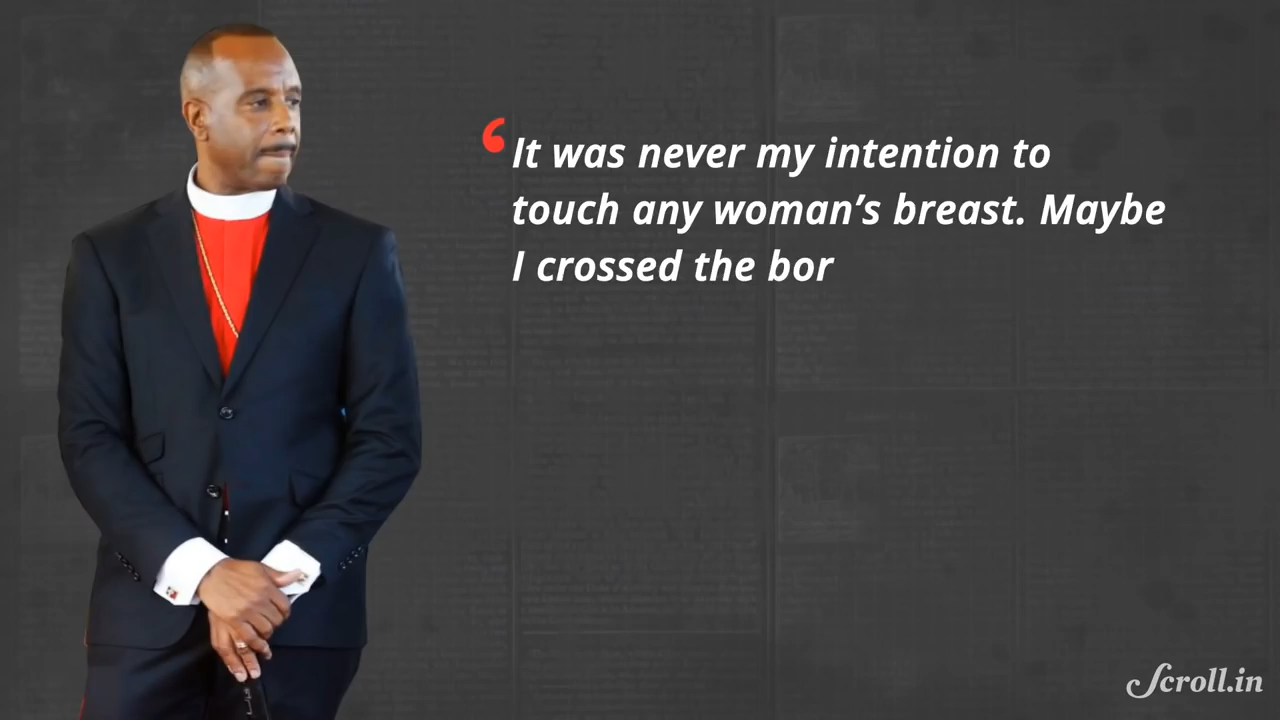 ‘It was never my intention to
touch any woman’s breast. Maybe
I crossed the bor
Scroll.in